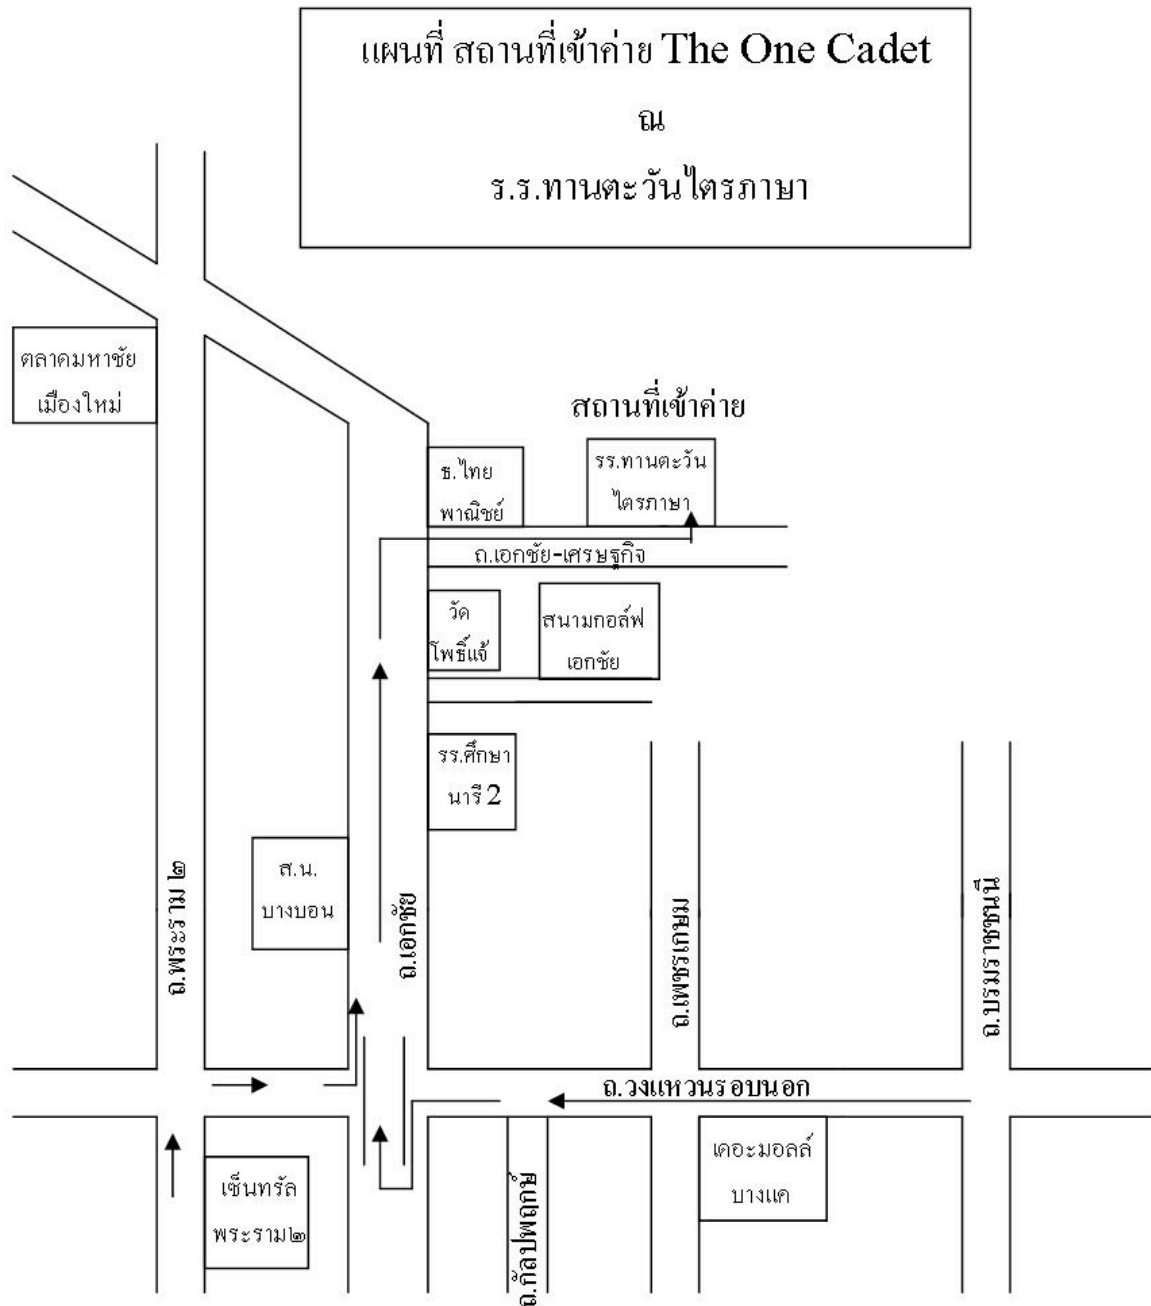 แผนที่ สถานที่เข้าค่าย The One Cadet
ณ
ร.ร.ทานตะวันไตรภาษา
ตลาดมหาชัย
เมืองใหม่
สถานที่เข้าค่าย
ธ.ไทย
พาณิชย์
รร.ทานตะวัน
ไตรภาษา
ถ.เอกชัย-เศรษฐกิจ
วัด
โพธิ์แจ้
สนามกอล์ฟ
เอกชัย
รร.ศึกษา
นารี 2
ส.น.
บางบอน
ถ.พระราม ๒
ถ.เอกชัย
ถ.เพชรเกษม
ถ.บรมราชชนนี
ถ.วงแหวนรอบนอก
เซ็นทรัล
พระราม๒
ถ.กัลปพฤกษ์
เดอะมอลล์
บางแค